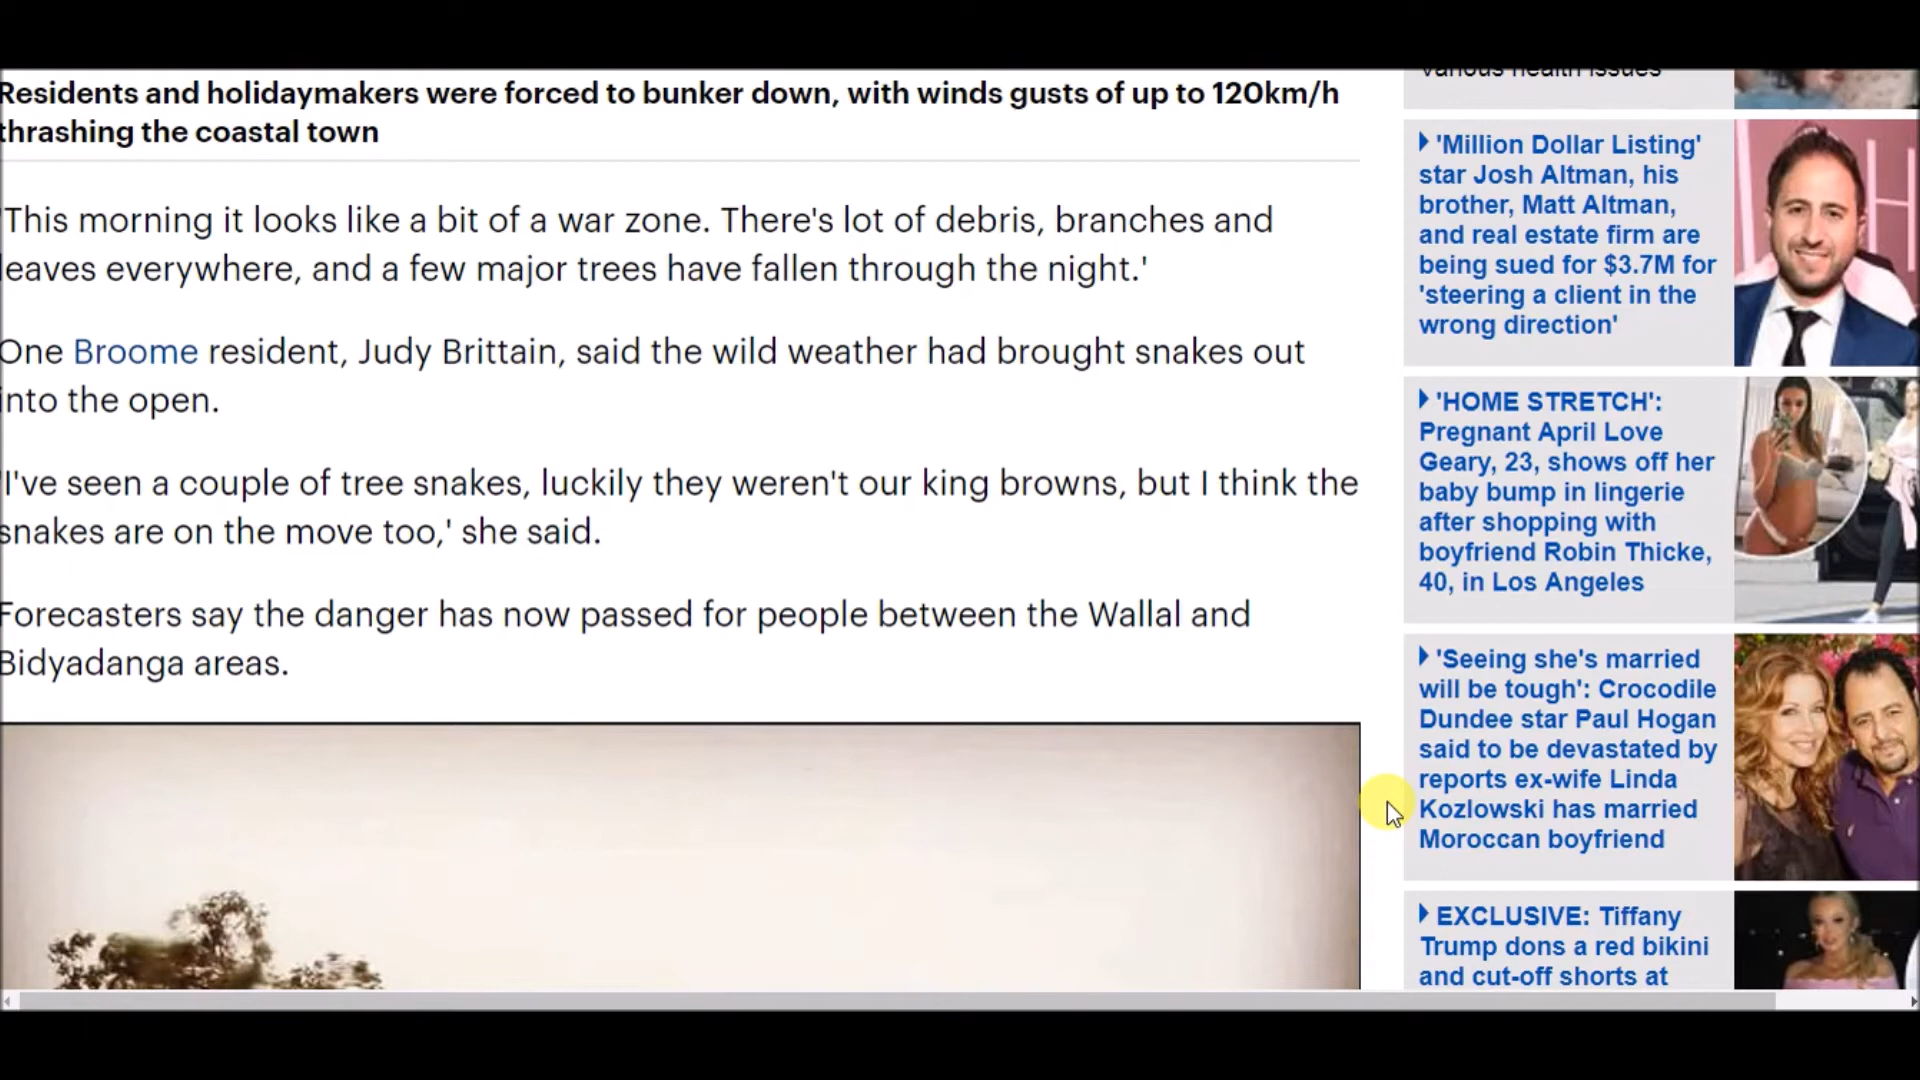 Residents and holidaymakers were forced to bunker down, with winds gusts of up to 120km/h
thrashing the coastal town
'This morning it looks like a bit of a war zone. There's lot of debris, branches and
leaves everywhere, and a few major trees have fallen through the night.'
One Broome resident, Judy Brittain, said the wild weather had brought snakes out
into the open.
'I've seen a couple of tree snakes, luckily they weren't our king browns, but I think the
snakes are on the move too,' she said.
Forecasters say the danger has now passed for people between the Wallal and
Bidyadanga areas.
various health issues
'Million Dollar Listing'
star Josh Altman, his
brother, Matt Altman,
and real estate firm are
being sued for $3.7M for
'steering a client in the
wrong direction'
'HOME STRETCH':
Pregnant April Love
Geary, 23, shows off her
baby bump in lingerie
after shopping with
boyfriend Robin Thicke,
40, in Los Angeles
'Seeing she's married
will be tough': Crocodile
Dundee star Paul Hogan
said to be devastated by
reports ex-wife Linda
Kozlowski has married
Moroccan boyfriend
EXCLUSIVE: Tiffany
Trump dons a red bikini
and cut-off shorts at